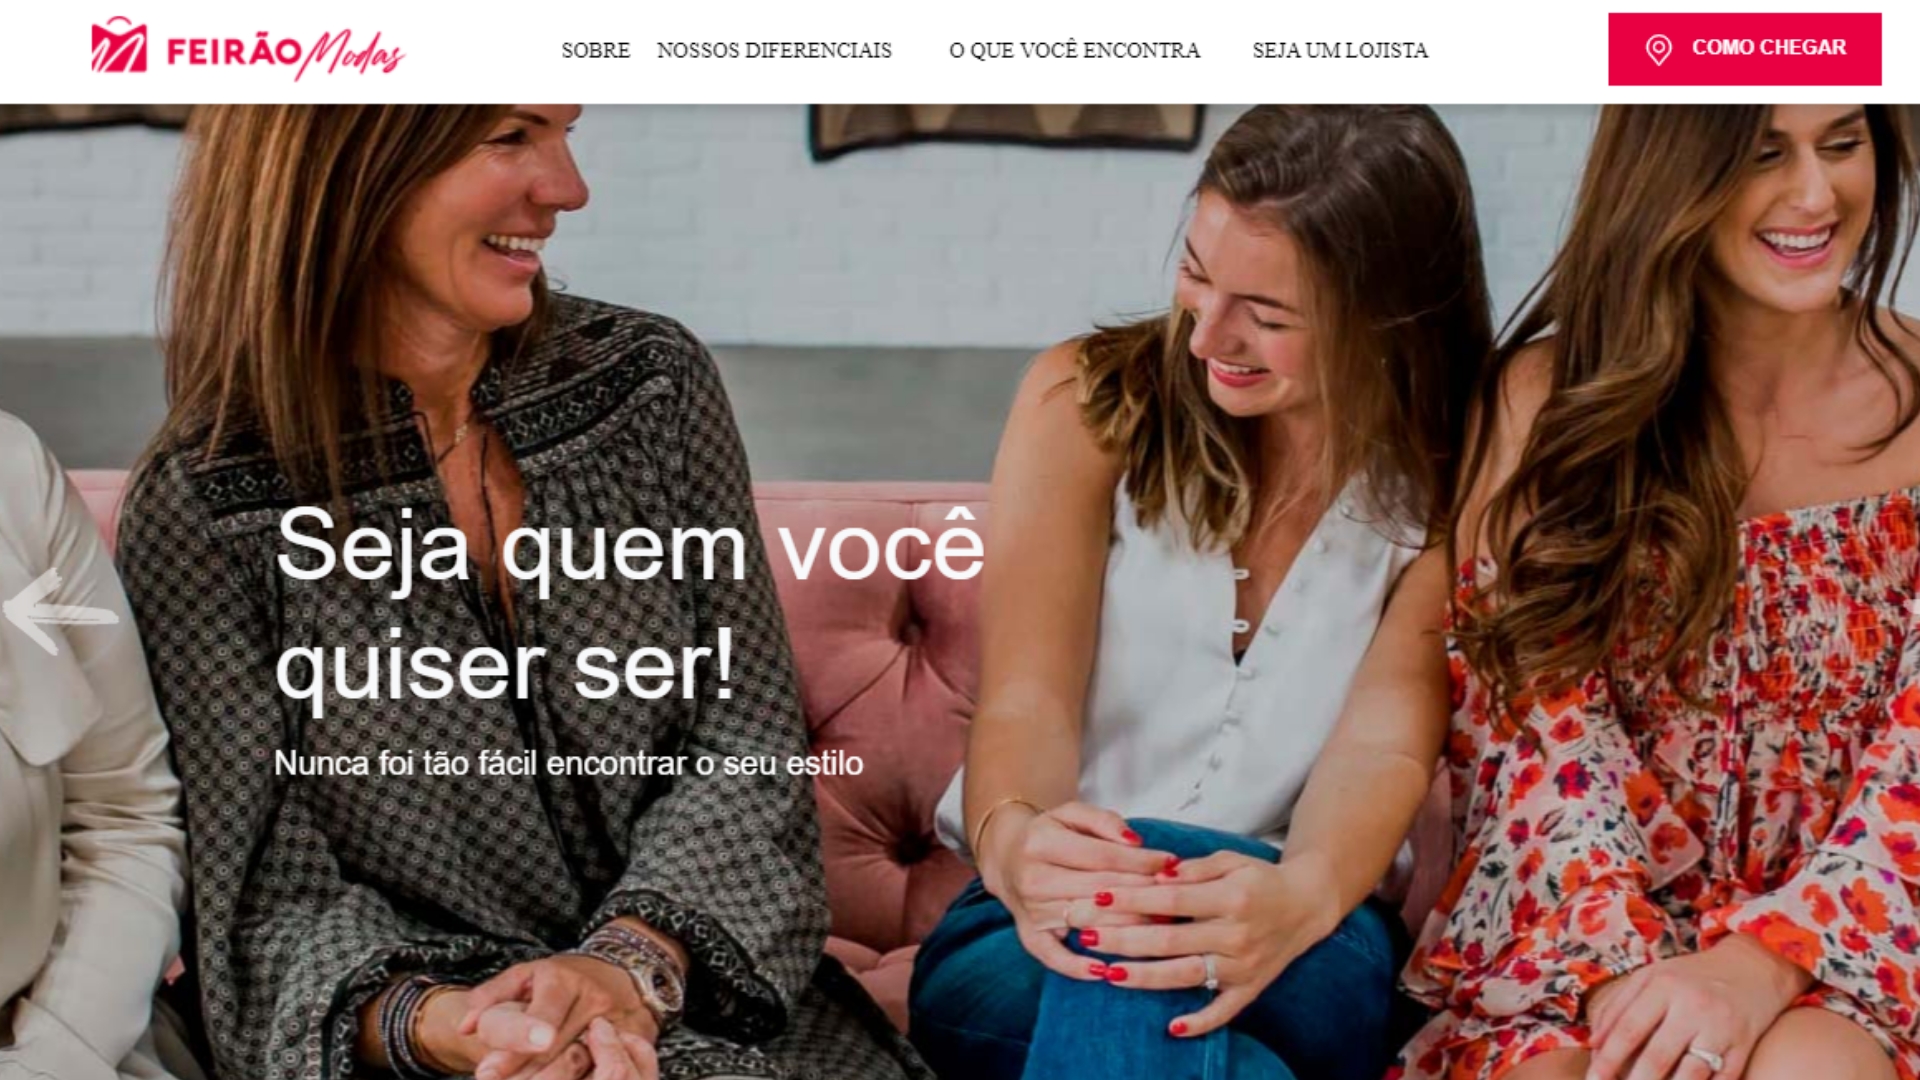 FEIRÃO Modas
SOBRE NOSSOS DIFERENCIAIS O QUE VOCÊ ENCONTRA SEJA UM LOJISTA
COMO CHEGAR
Seja quem você
quiser ser!
Nunca foi tão fácil encontrar o seu estilo